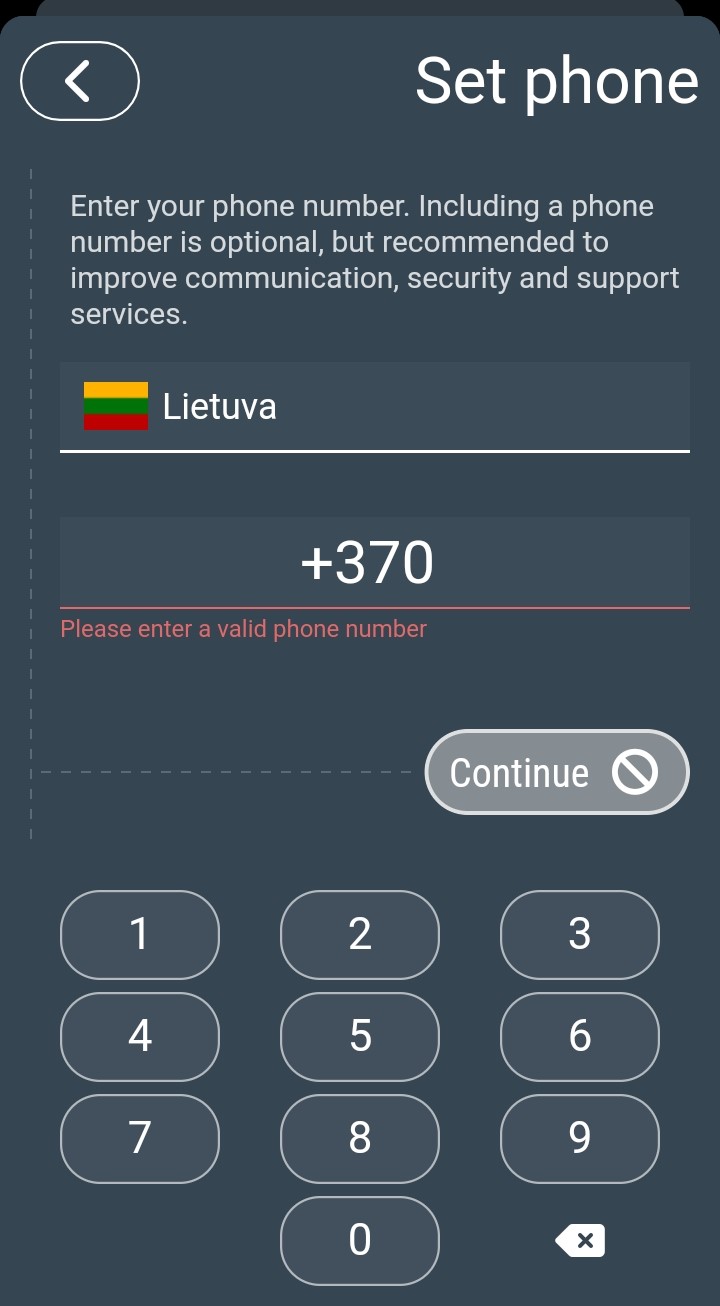 Set phone
Enter your phone number. Including a phone
number is optional, but recommended to
improve communication, security and support
services.
Lietuva
+370
Please enter a valid phone number
Continue
1 2 3
4 5 6
7 8 9
0